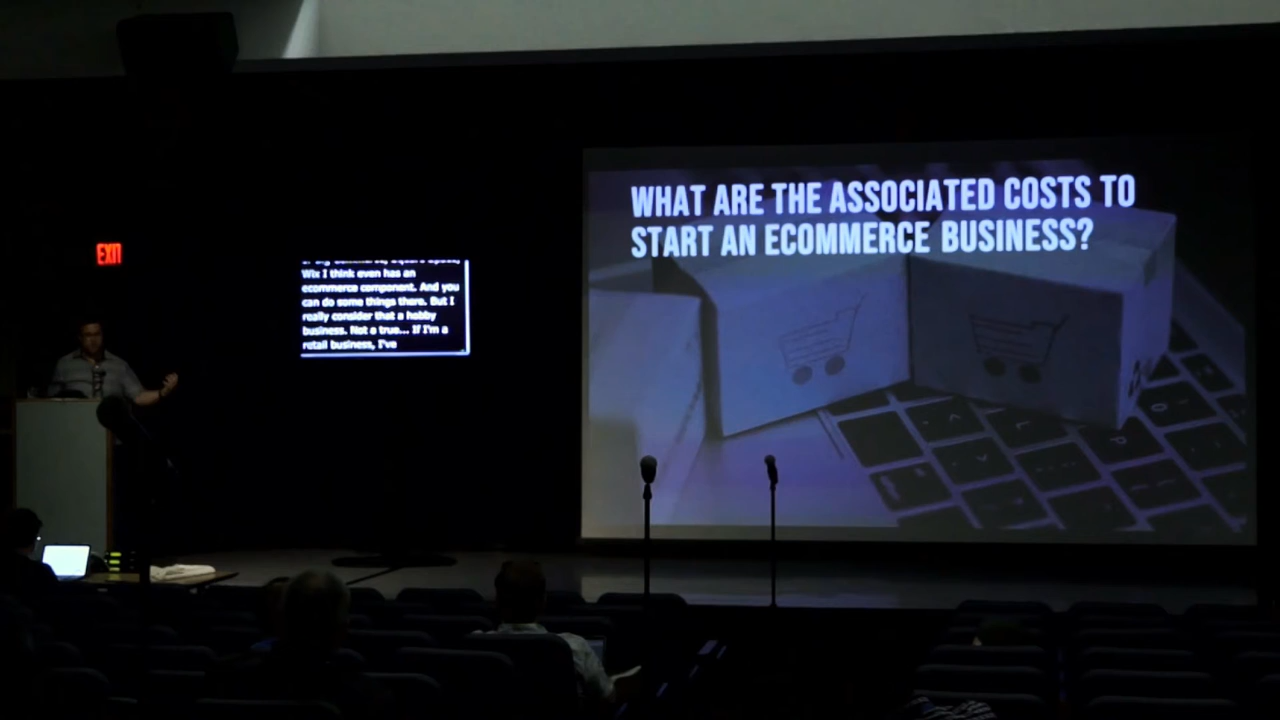 WHAT ARE THE ASSOCIATED COSTS TO
START AN ECOMMERCE BUSINESS?
EXIT
Wix I think even has an
ecommerce component. And you
can do some things there. But I
really consider that a hobby
business. Not a true... If I'm a
retail business, I've